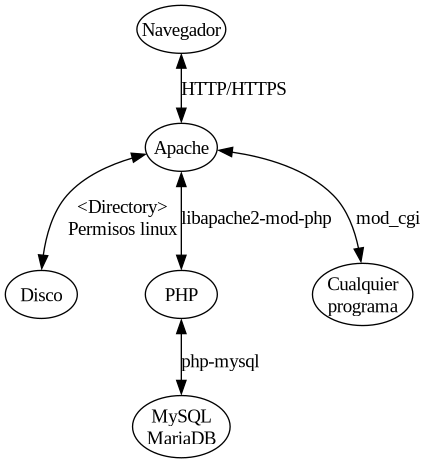 Navegador
HTTP/HTTPS
Apache
<Directory>
Permisos linux
libapache2-mod-php
mod_cgi
Disco
PHP
Cualquier
programa
php-mysql
MySQL
MariaDB